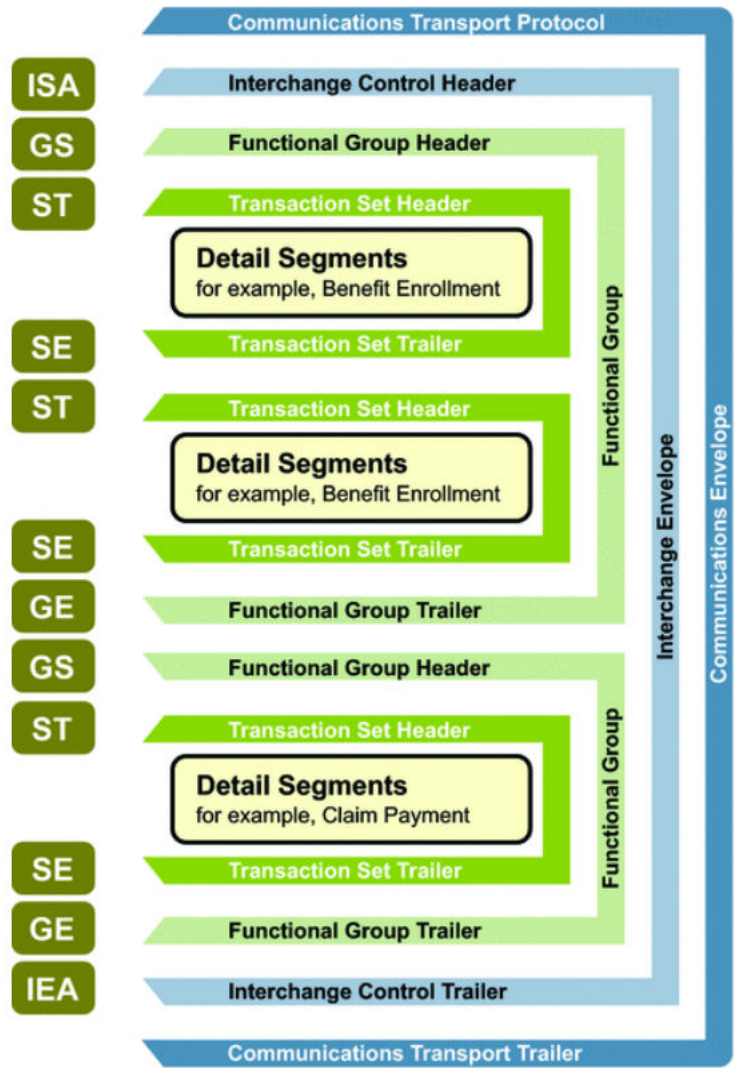 Communications Transport Protocol
ISA
Interchange Control Header
GS
Functional Group Header
ST
Transaction Set Header
Detail Segments
for example, Benefit Enrollment
SE
Transaction Set Trailer
ST
Transaction Set Header
Detail Segments
for example, Benefit Enrollment
SE
Transaction Set Trailer
GE
Functional Group Trailer
Functional Group
GS
Functional Group Header
ST
Transaction Set Header
Detail Segments
for example, Claim Payment
SE
Transaction Set Trailer
GE
Functional Group Trailer
Functional Group
IEA
Interchange Control Trailer
Interchange Envelope
Communications Transport Trailer
Communications Envelope